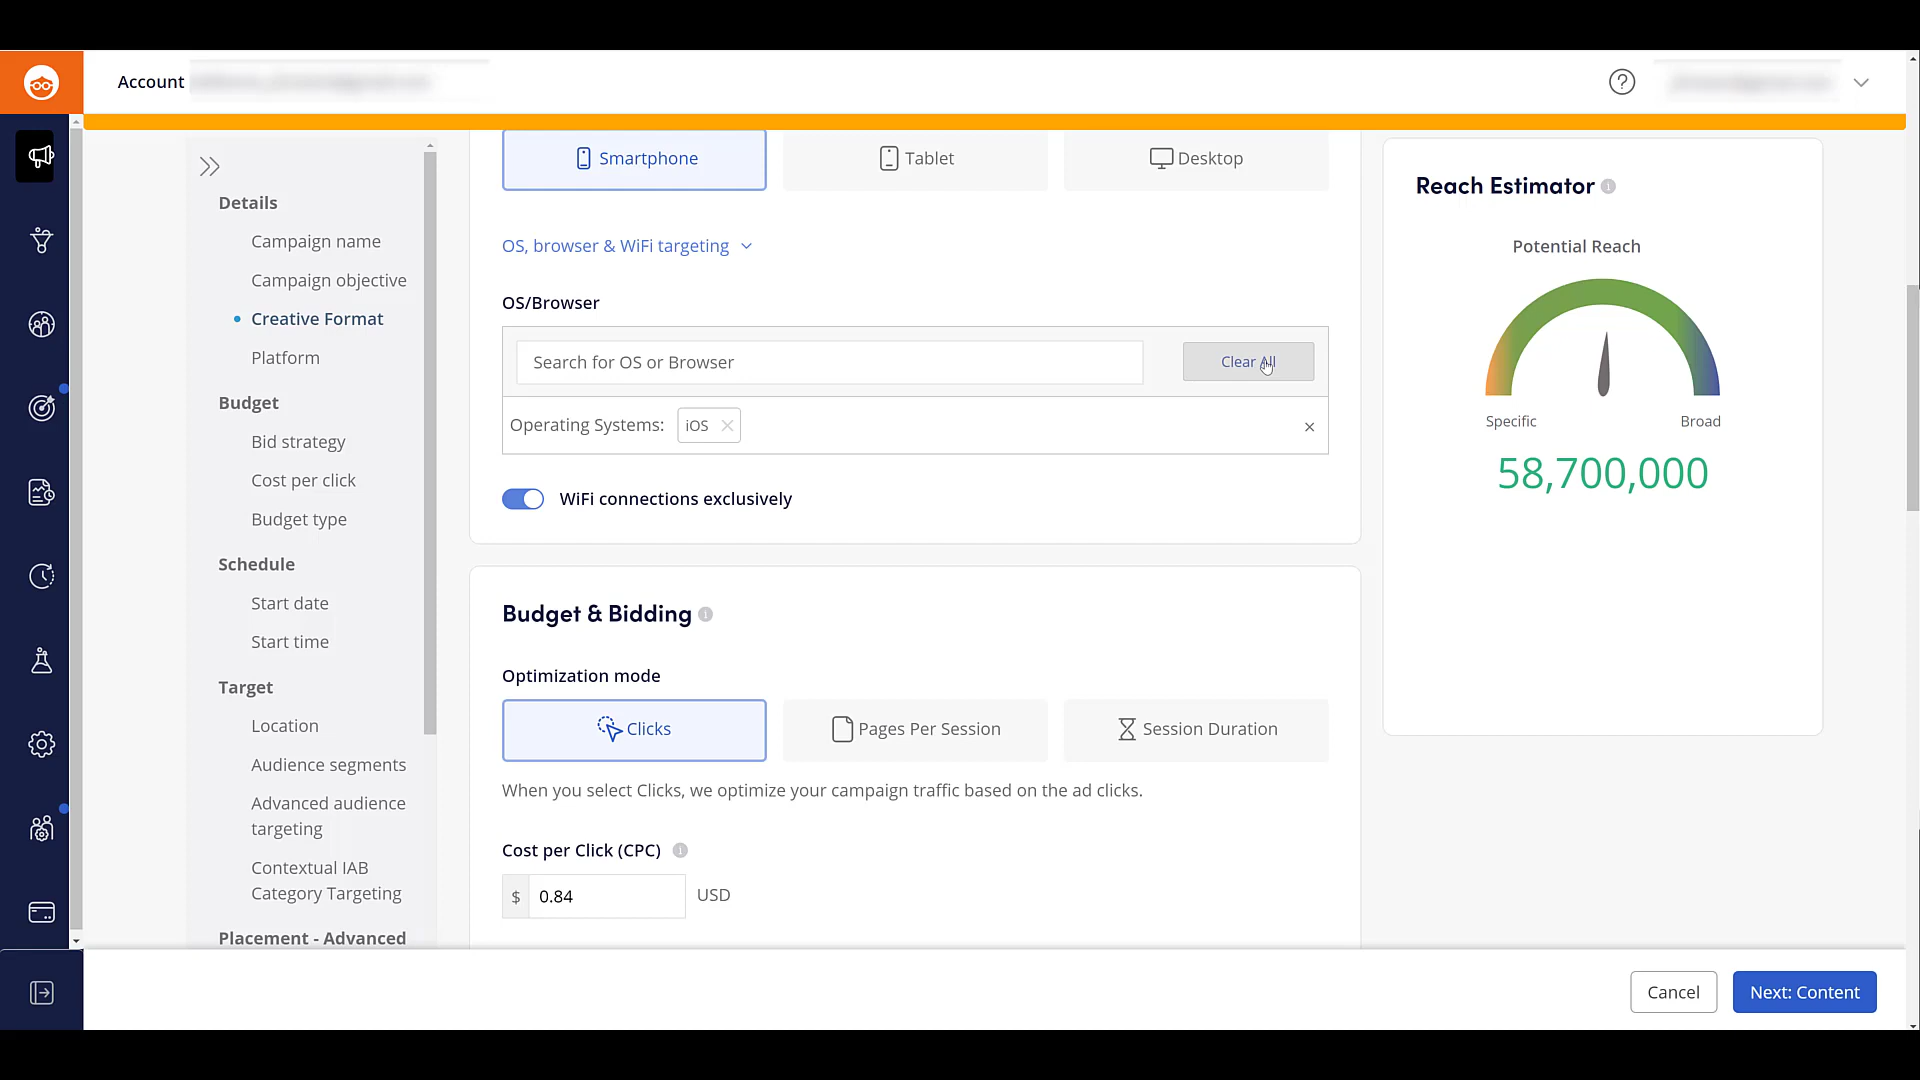 Account
Details
Campaign name
Campaign objective
Creative Format
Platform
Budget
Bid strategy
Cost per click
Budget type
Schedule
Start date
Start time
Target
Location
Audience segments
Advanced audience
targeting
Contextual IAB
Category Targeting
Placement - Advanced
Smartphone
Tablet
Desktop
OS, browser & WiFi targeting
OS/Browser
Search for OS or Browser
Clear All
Operating Systems: iOS
WiFi connections exclusively
Budget & Bidding
Optimization mode
Clicks
Pages Per Session
Session Duration
When you select Clicks, we optimize your campaign traffic based on the ad clicks.
Cost per Click (CPC)
$ 0.84 USD
Reach Estimator
Potential Reach
Specific Broad
58,700,000
Cancel
Next: Content